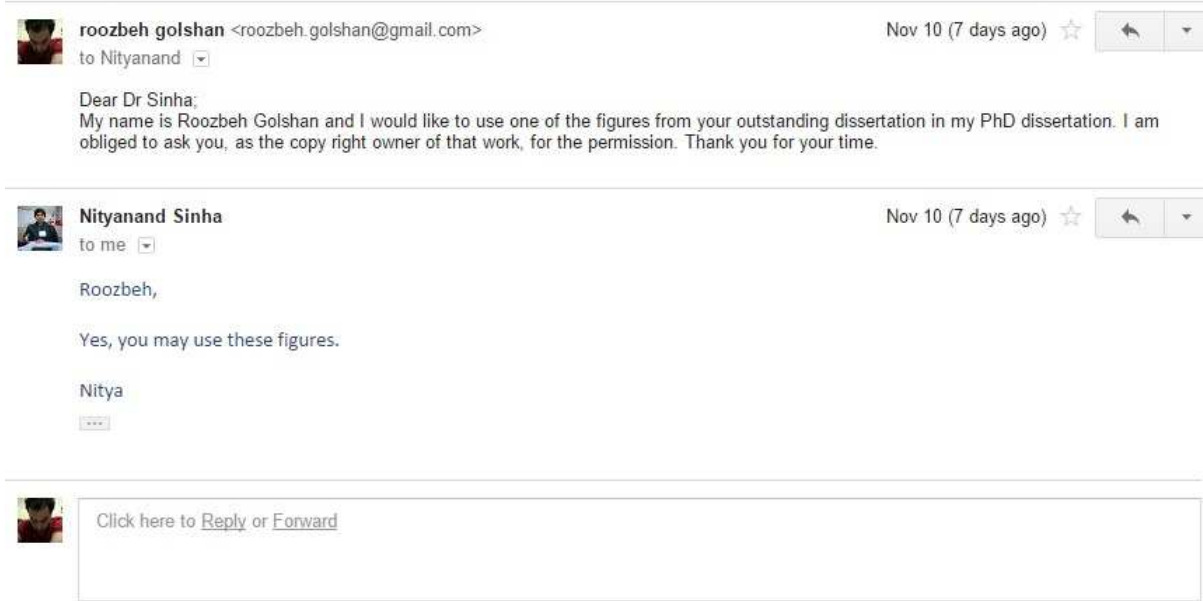 roozbeh golshan <roozbeh.golshan@gmail.com> Nov 10 (7 days ago)
to Nityanand
Dear Dr Sinha;
My name is Roozbeh Golshan and I would like to use one of the figures from your outstanding dissertation in my PhD dissertation. I am
obliged to ask you, as the copy right owner of that work, for the permission. Thank you for your time.
Nityanand Sinha Nov 10 (7 days ago)
to me
Roozbeh,
Yes, you may use these figures.
Nitya
...
Click here to Reply or Forward